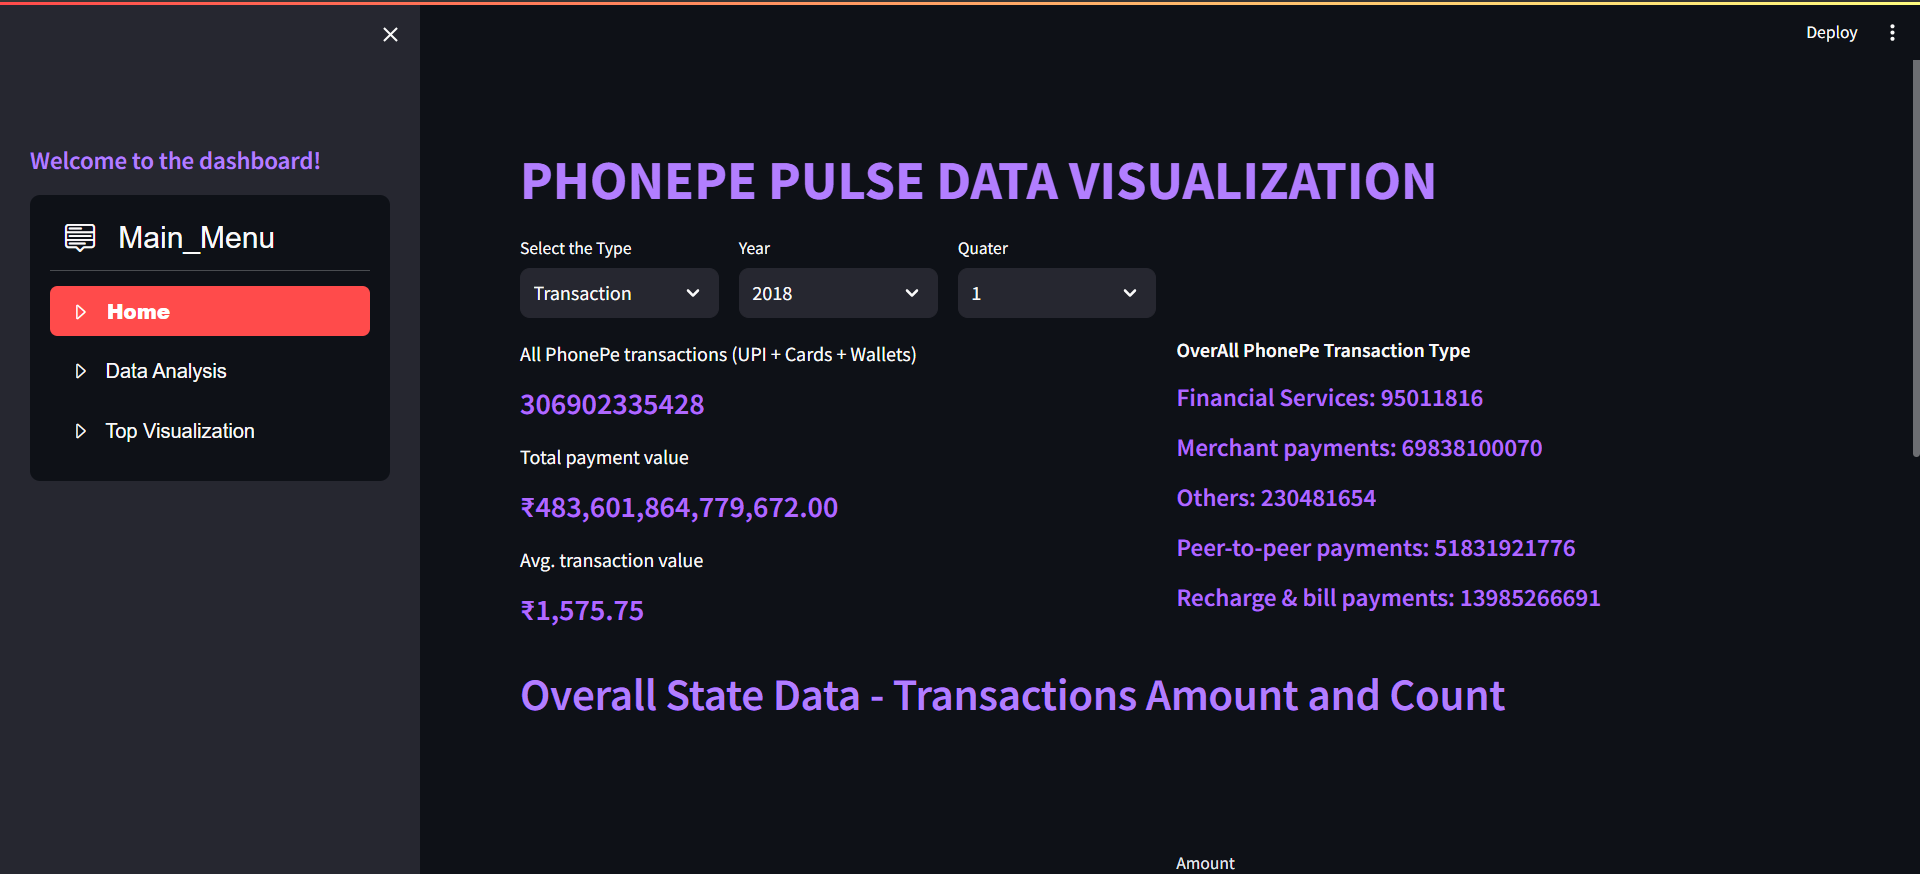 Deploy
Welcome to the dashboard!
Main_Menu
Home
Data Analysis
Top Visualization
PHONEPE PULSE DATA VISUALIZATION
Select the Type
Year
Quater
Transaction
2018
1
All PhonePe transactions (UPI + Cards + Wallets)
306902335428
Total payment value
₹483,601,864,779,672.00
Avg. transaction value
₹1,575.75
OverAll PhonePe Transaction Type
Financial Services: 95011816
Merchant payments: 69838100070
Others: 230481654
Peer-to-peer payments: 51831921776
Recharge & bill payments: 13985266691
Overall State Data - Transactions Amount and Count
Amount